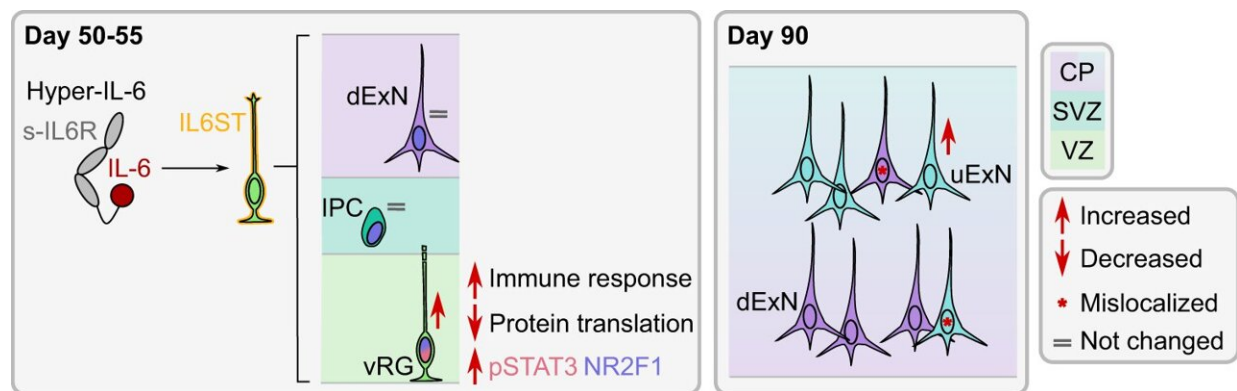 Day 50-55
Hyper-IL-6
s-IL6R
IL-6
IL6ST
dExN
=
IPC
=
vRG
Immune response
Protein translation
pSTAT3 NR2F1
Day 90
*
uExN
dExN
*
CP
SVZ
VZ
Increased
Decreased
* Mislocalized
= Not changed